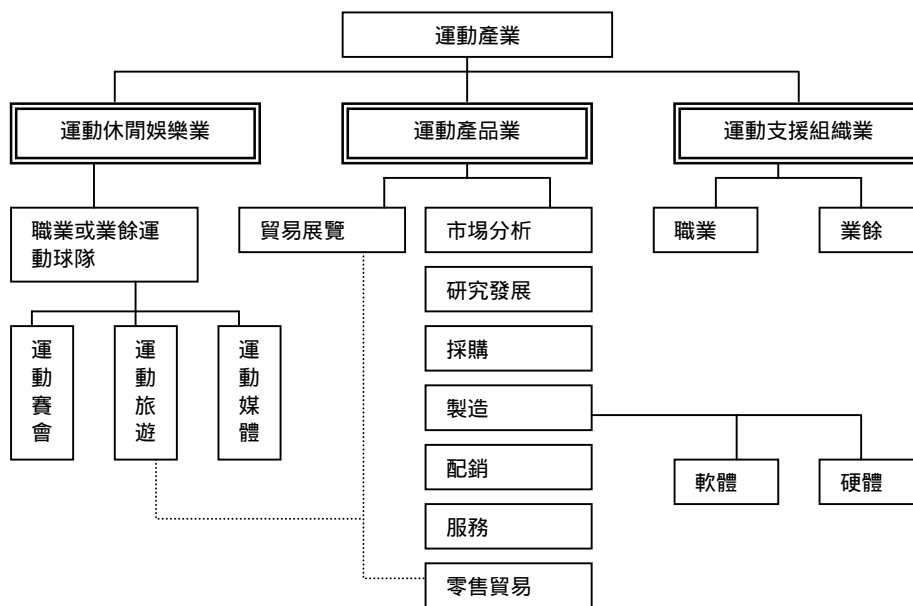 運動產業
運動休閒娛樂業
運動產品業
運動支援組織業
職業或業餘運
動球隊
貿易展覽
市場分析
職業
業餘
研究發展
運動賽會
運動旅遊
運動媒體
採購
製造
配銷
軟體
硬體
服務
零售貿易